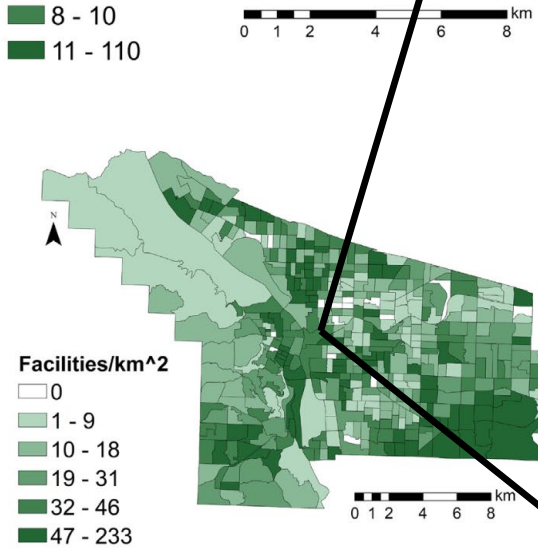 8 - 10
11 - 110
km
0 1 2 4 6 8
N
Facilities/km^2
0
1 - 9
10 - 18
19 - 31
32 - 46
47 - 233
km
0 1 2 4 6 8